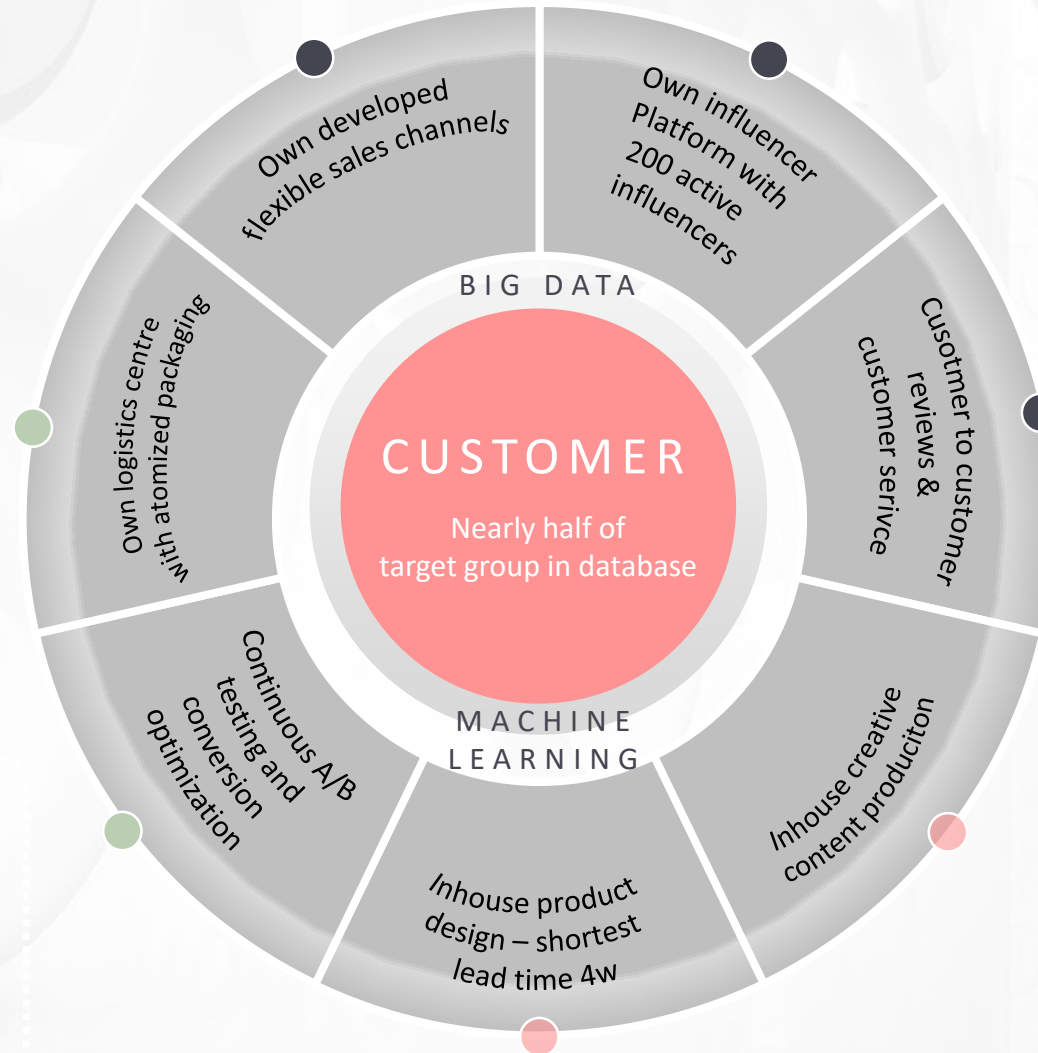 Own developed
flexible sales channels
Own influencer
Platform with
200 active
influencers
Cusotmer to customer
reviews &
customer serivce
Inhouse creative
content produciton
Inhouse product
design – shortest
lead time 4w
Continuous A/B
testing and
conversion
optimization
Own logistics centre
with atomized packaging
BIG DATA
CUSTOMER
Nearly half of
target group in database
MACHINE
LEARNING